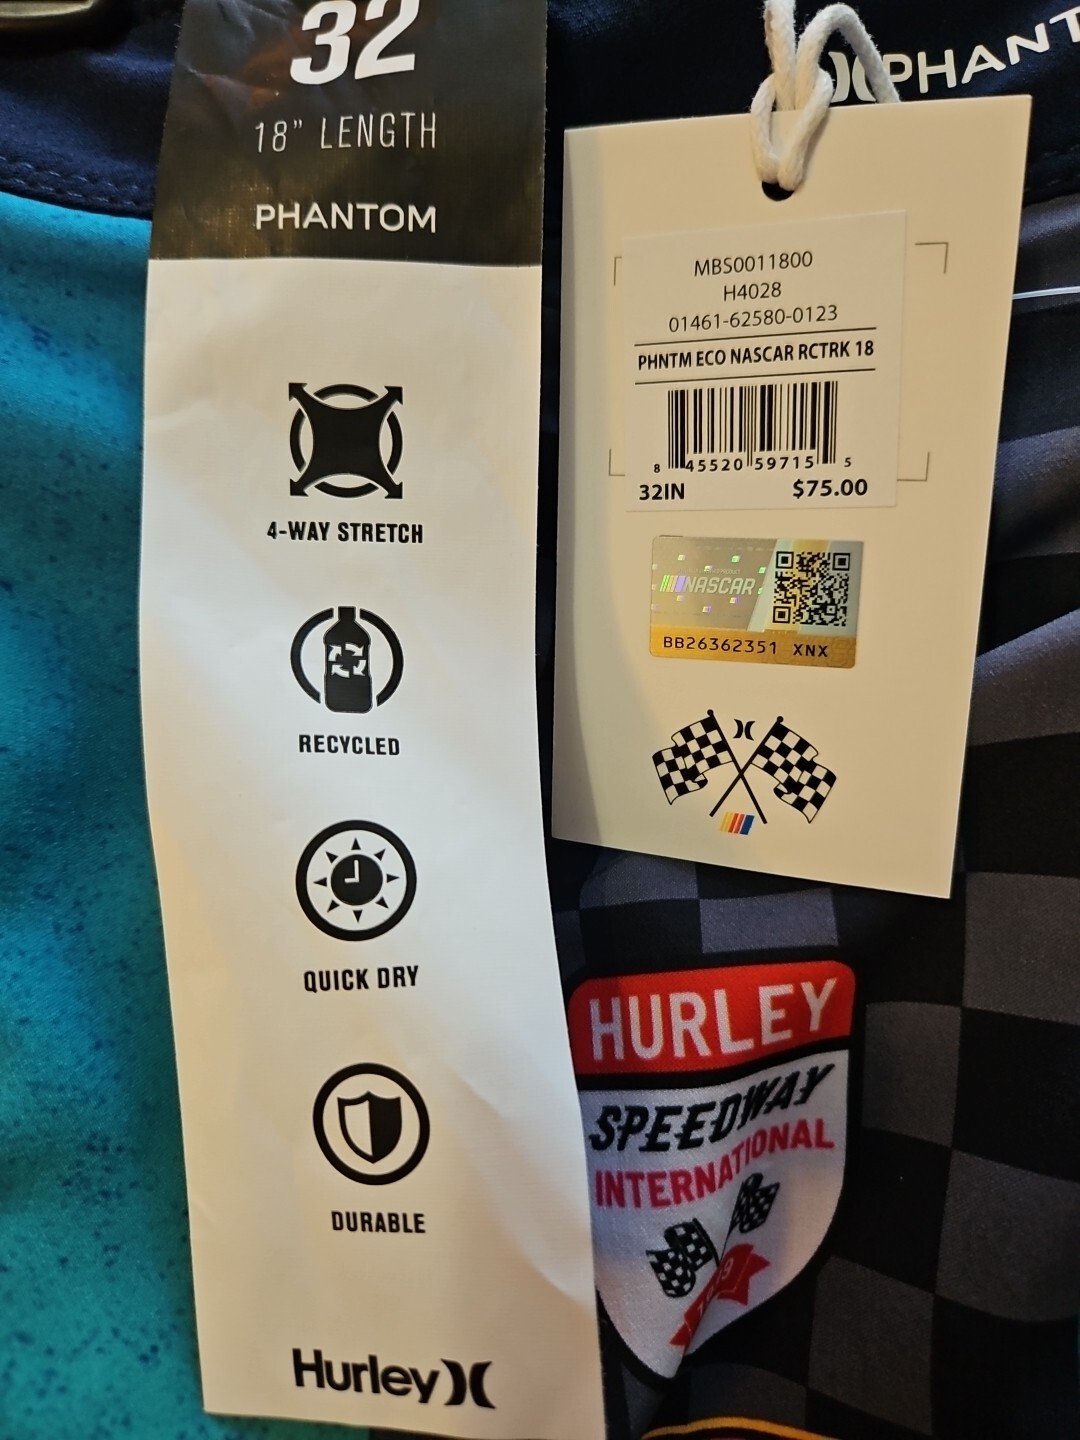 32
18" LENGTH
PHANTOM
4-WAY STRETCH
RECYCLED
QUICK DRY
DURABLE
Hurley
MBS0011800
H4028
01461-62580-0123
PHNTM ECO NASCAR RCTRK 18
8 45520 59715 5
32IN $75.00
NASCAR
BB26362351 XNX
HURLEY
SPEEDWAY
INTERNATIONAL